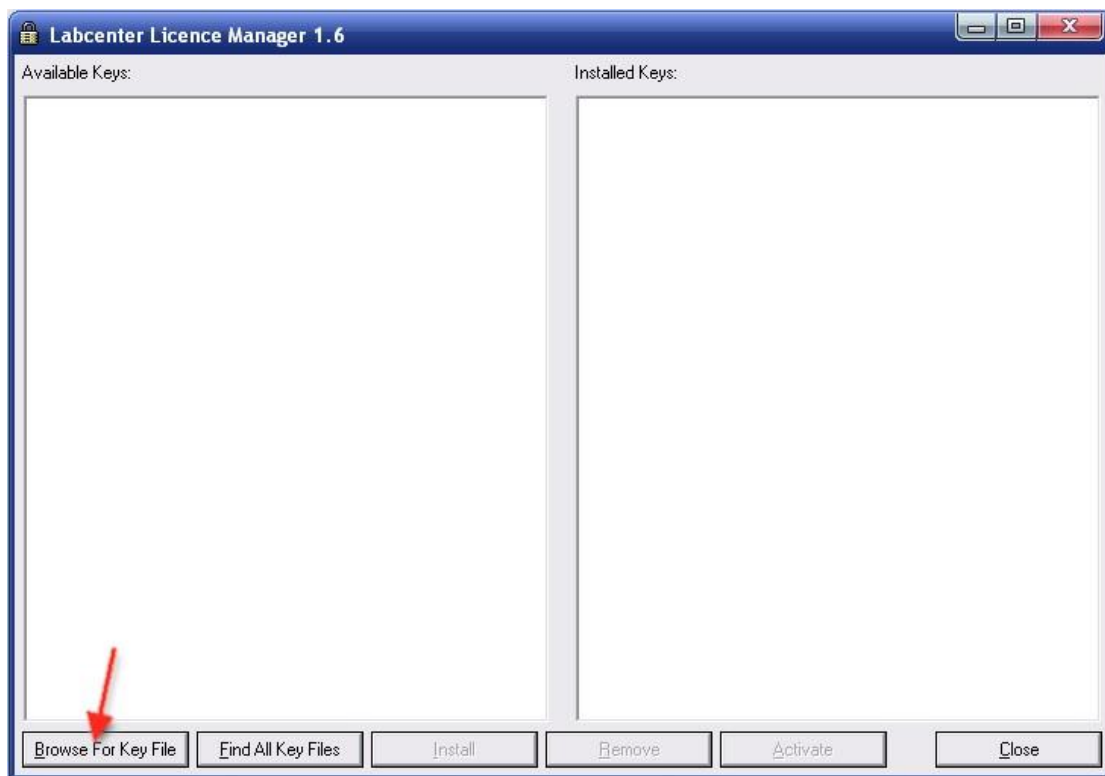 Labcenter Licence Manager 1.6
Available Keys:
Installed Keys:
Browse For Key File
Find All Key Files
Install
Remove
Activate
Close